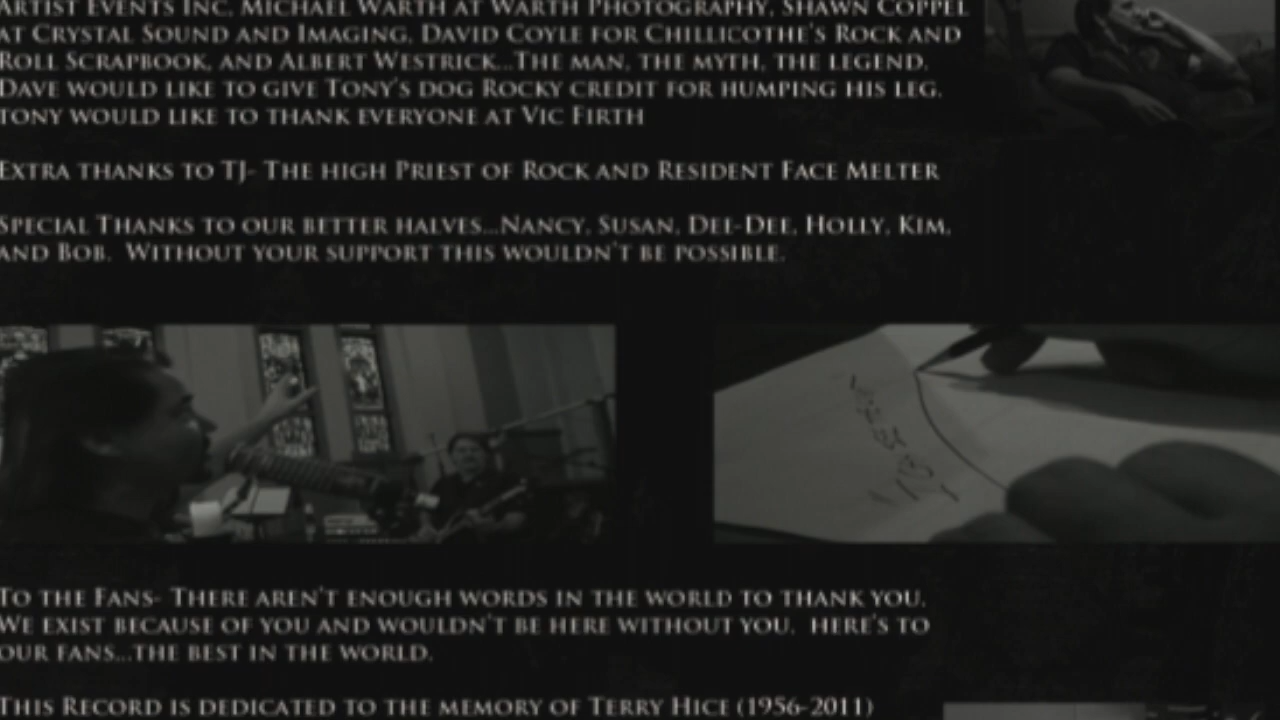 Artist Events Inc, Michael Warth at Warth Photography, Shawn Coppel
at Crystal Sound and Imaging, David Coyle for Chillicothe's Rock and
Roll Scrapbook, and Albert Westrick...The man, the myth, the legend.
Dave would like to give Tony's dog Rocky credit for humping his leg.
Tony would like to thank everyone at Vic Firth
Extra thanks to TJ- The high Priest of Rock and Resident Face Melter
Special Thanks to our better halves...Nancy, Susan, Dee-Dee, Holly, Kim,
and Bob. Without your support this wouldn't be possible.
To the Fans- There aren't enough words in the world to thank you.
We exist because of you and wouldn't be here without you. Here's to
our fans...the best in the world.
This Record is dedicated to the memory of Terry Hice (1956-2011)